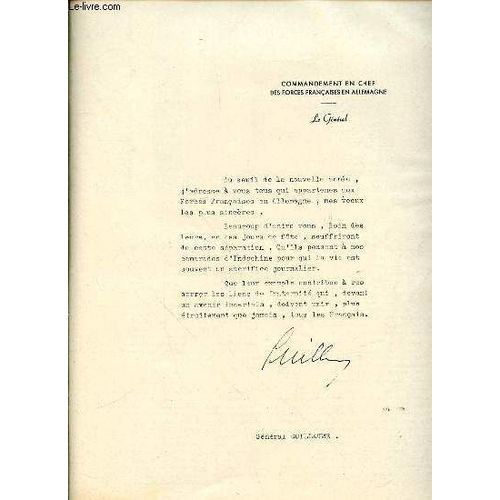 Le-livre.com
COMMANDEMENT EN CHEF
DES FORCES FRANÇAISES EN ALLEMAGNE
Le Général
Au seuil de la nouvelle année ,
j'adresse à vous tous qui appartenez aux
Forces Françaises en Allemagne ; mes voeux
les plus sincères .
Beaucoup d'entre vous , loin des
leurs, en ces jours de fête, souffriront
de cette séparation . Qu'ils pensent à nos
camarades d'Indochine pour qui la vie est
souvent un sacrifice journalier.
Que leur exemple contribue à res
serrer les liens de fraternité qui , devant
un avenir incertain , doivent unir , plus
étroitement que jamais , tous les Français.
Guillaume
Général GUILLAUME .